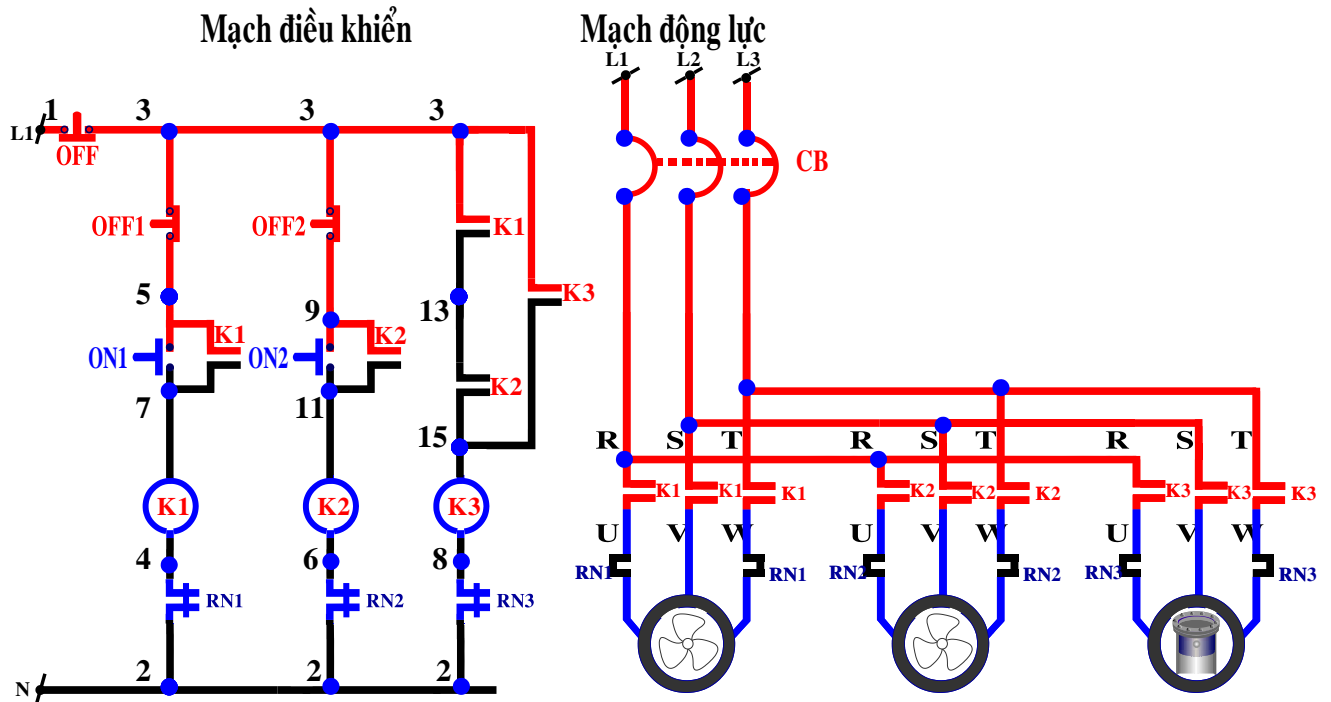 Mạch điều khiển
Mạch động lực
L1 L2 L3
1 3 3 3
L1
OFF
CB
OFF1 OFF2 K1
K3
5 9 13
K1 K2
ON1 ON2 K2
7 11 15
R S T R S T R S T
K1 K2 K3
K1 K1 K1 K2 K2 K2 K3 K3 K3
U V W U V W U V W
4 6 8
RN1 RN2 RN3
RN1 RN1 RN2 RN2 RN3 RN3
2 2 2
N